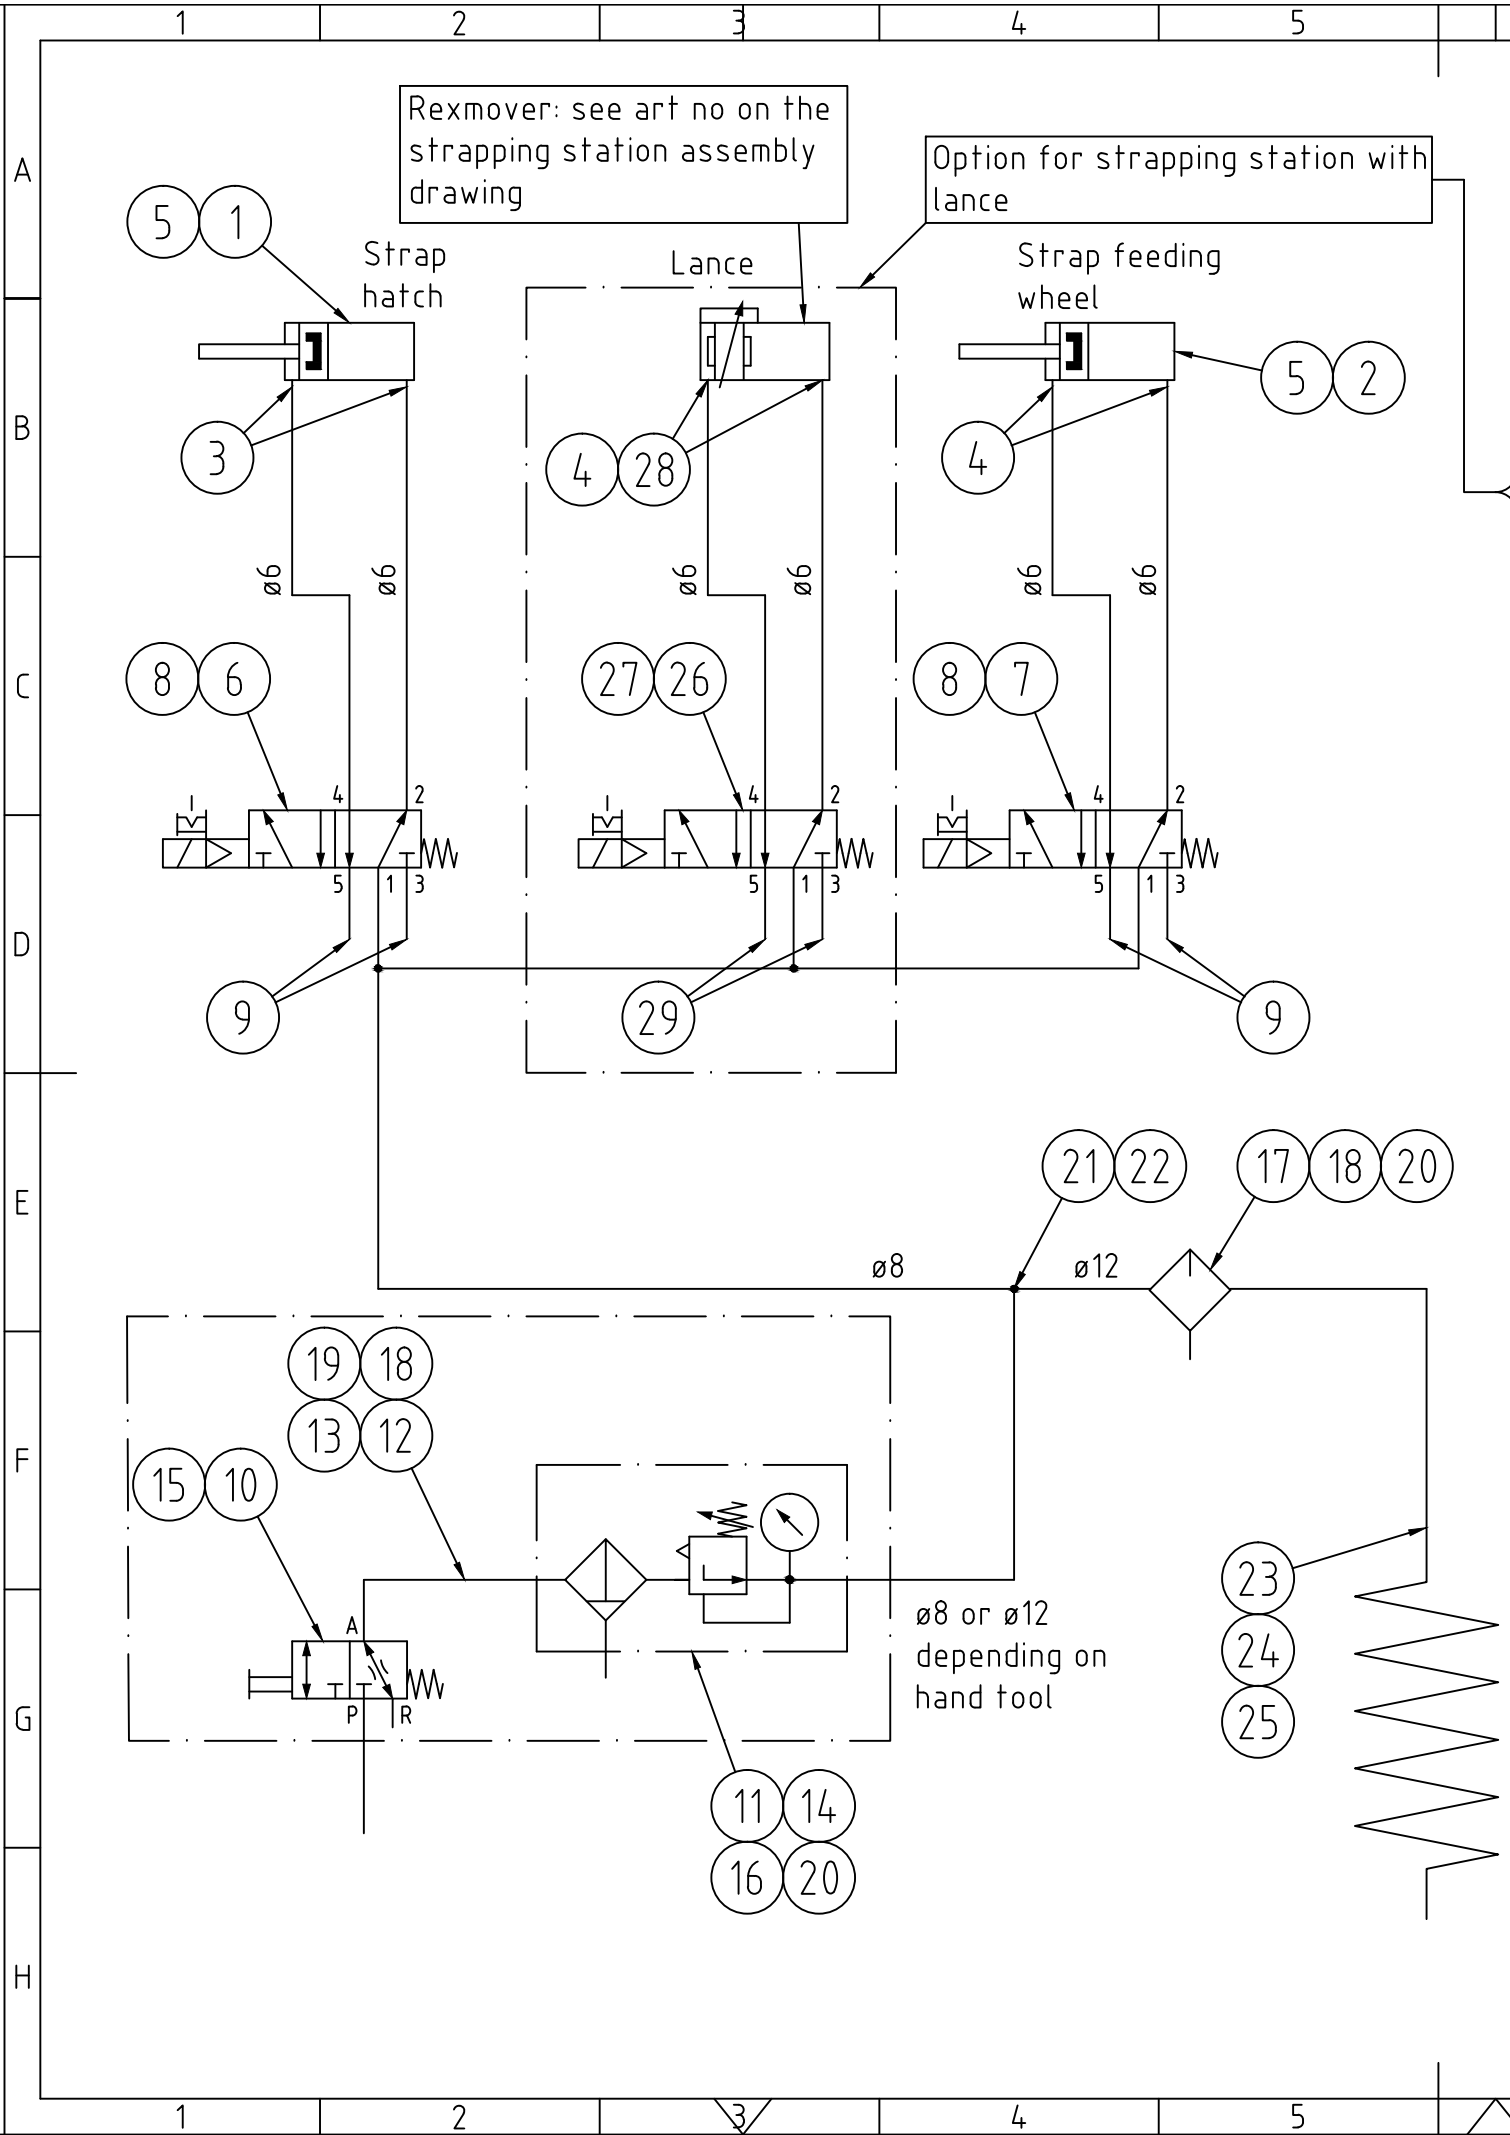 1 2 3 4 5
Rexmover: see art no on the
strapping station assembly
drawing
Option for strapping station with
lance
A
5 1
Strap
hatch
Lance
Strap feeding
wheel
5 2
B
3
4 28
4
ø6 ø6 ø6 ø6 ø6 ø6
C
8 6
27 26
8 7
4 2 4 2 4 2
5 1 3 5 1 3 5 1 3
D
9
29
9
21 22
17 18 20
E
ø8 ø12
19 18
13 12
F
15 10
23
24
25
ø8 or ø12
depending on
hand tool
A
P R
G
11 14
16 20
H
1 2 3 4 5